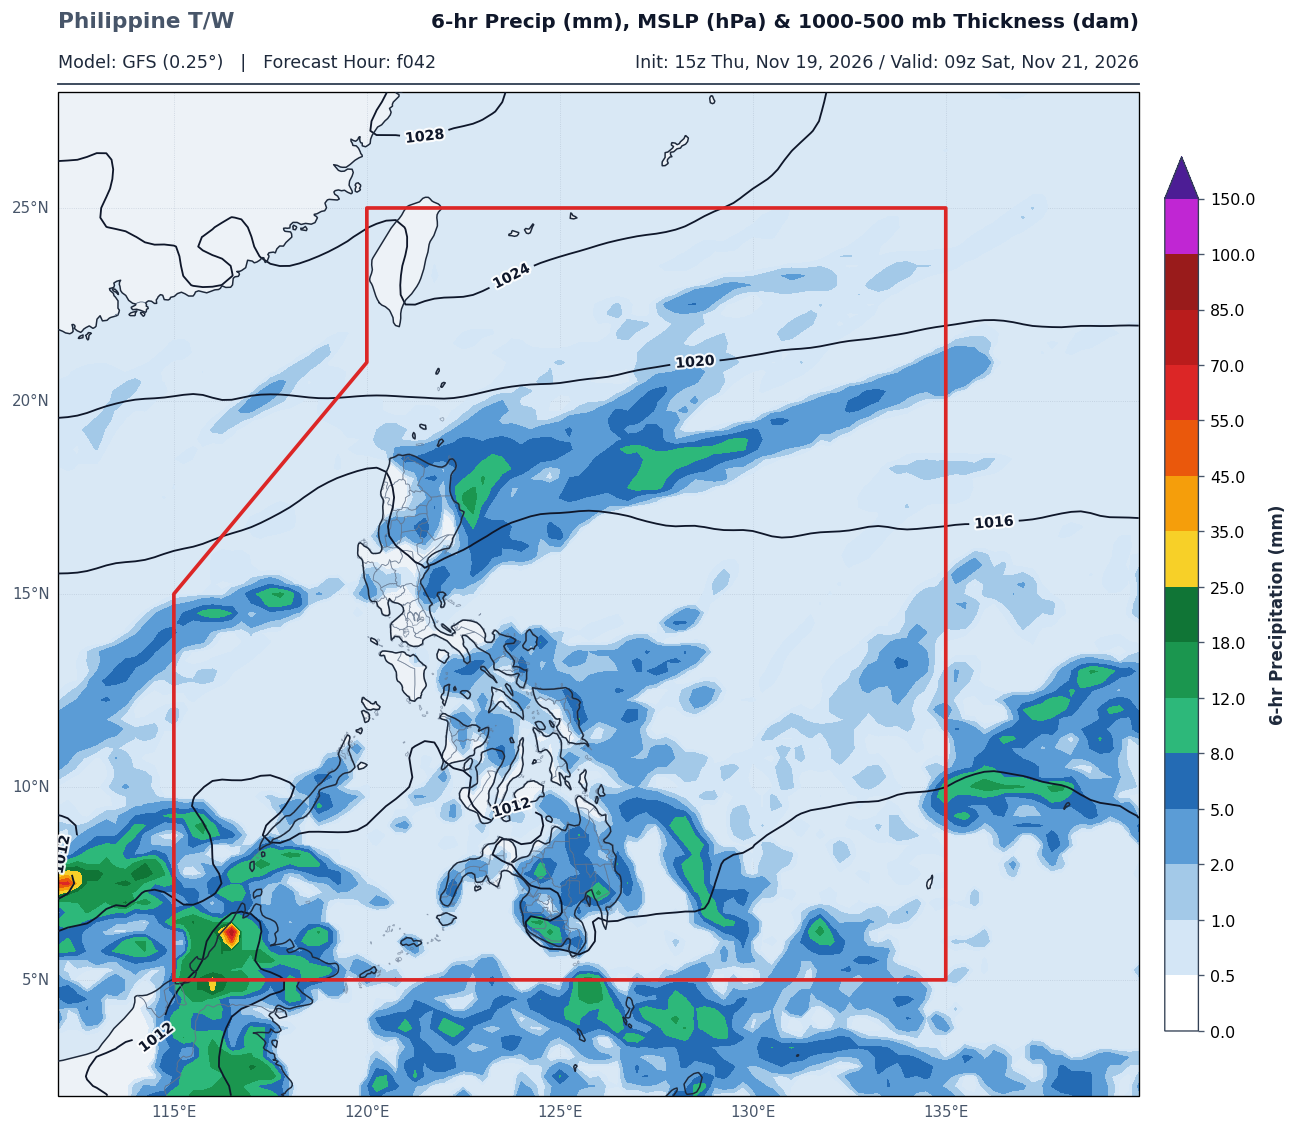 Philippine T/W
6-hr Precip (mm), MSLP (hPa) & 1000-500 mb Thickness (dam)
Model: GFS (0.25°) | Forecast Hour: f042
Init: 15z Thu, Nov 19, 2026 / Valid: 09z Sat, Nov 21, 2026
1028
25°N
1024
1020
20°N
1016
15°N
10°N
1012
1012
5°N
1012
115°E
120°E
125°E
130°E
135°E
150.0
100.0
85.0
70.0
55.0
45.0
35.0
25.0
18.0
12.0
8.0
5.0
2.0
1.0
0.5
0.0
6-hr Precipitation (mm)